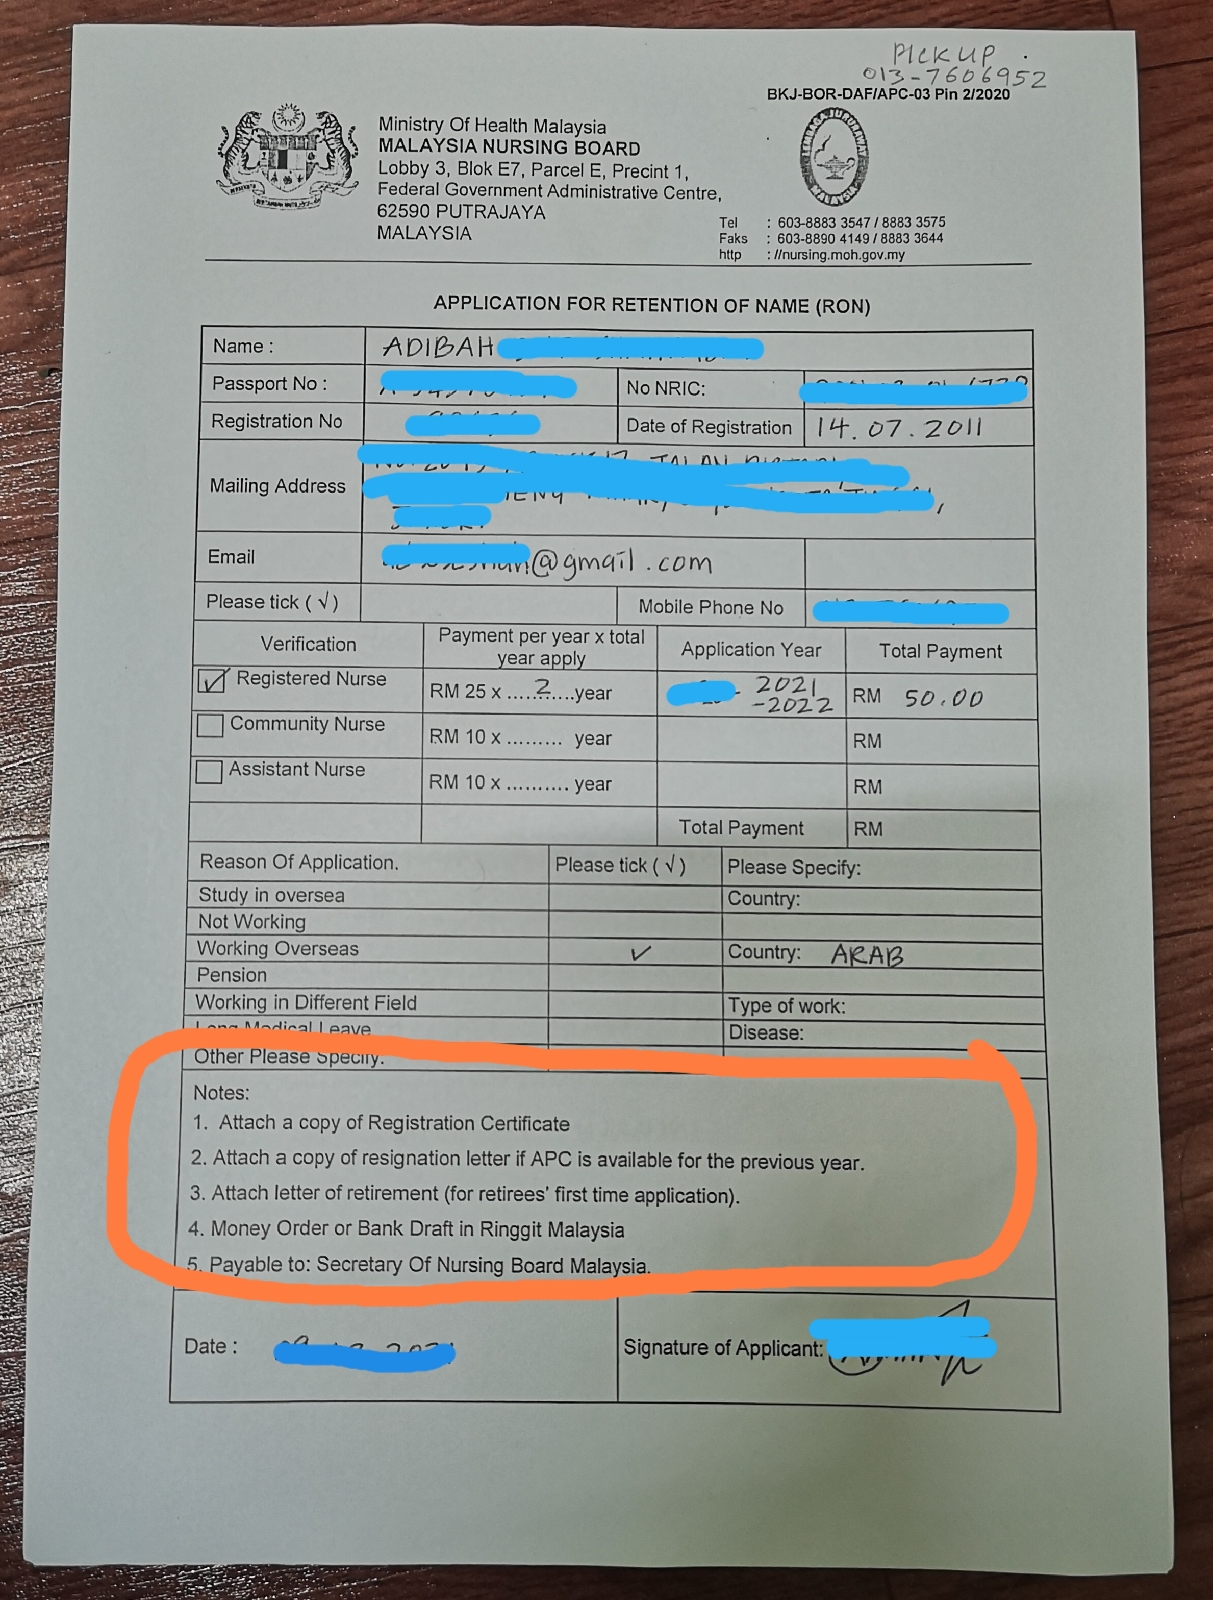 PICK UP
013-7606952
BKJ-BOR-DAF/APC-03 Pin 2/2020
Ministry Of Health Malaysia
MALAYSIA NURSING BOARD
Lobby 3, Blok E7, Parcel E, Precint 1,
Federal Government Administrative Centre,
62590 PUTRAJAYA
MALAYSIA
Tel : 603-8883 3547 / 8883 3575
Faks : 603-8890 4149 / 8883 3644
http : //nursing.moh.gov.my
APPLICATION FOR RETENTION OF NAME (RON)
Name : ADIBAH
Passport No : No NRIC:
Registration No Date of Registration 14.07.2011
Mailing Address
Email @gmail.com
Please tick (√) Mobile Phone No
Verification Payment per year x total year apply Application Year Total Payment
Registered Nurse RM 25 x ......2......year 2021 -2022 RM 50.00
Community Nurse RM 10 x ......... year RM
Assistant Nurse RM 10 x .......... year RM
Total Payment RM
Reason Of Application. Please tick (√) Please Specify:
Study in oversea Country:
Not Working
Working Overseas ✓ Country: ARAB
Pension
Working in Different Field Type of work:
Long Medical Leave Disease:
Other Please Specify:
Notes:
1. Attach a copy of Registration Certificate
2. Attach a copy of resignation letter if APC is available for the previous year.
3. Attach letter of retirement (for retirees' first time application).
4. Money Order or Bank Draft in Ringgit Malaysia
5. Payable to: Secretary Of Nursing Board Malaysia.
Date : Signature of Applicant: